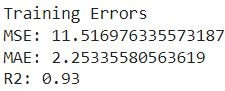 Training Errors
MSE: 11.516976335573187
MAE: 2.25335580563619
R2: 0.93